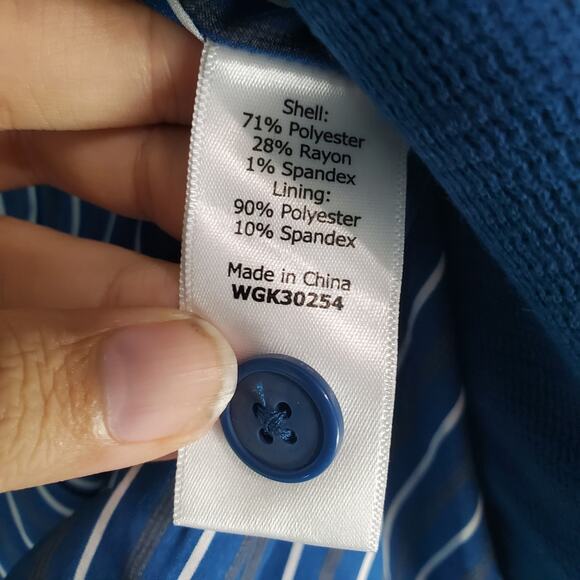 Shell:
71% Polyester
28% Rayon
1% Spandex
Lining:
90% Polyester
10% Spandex
Made in China
WGK30254